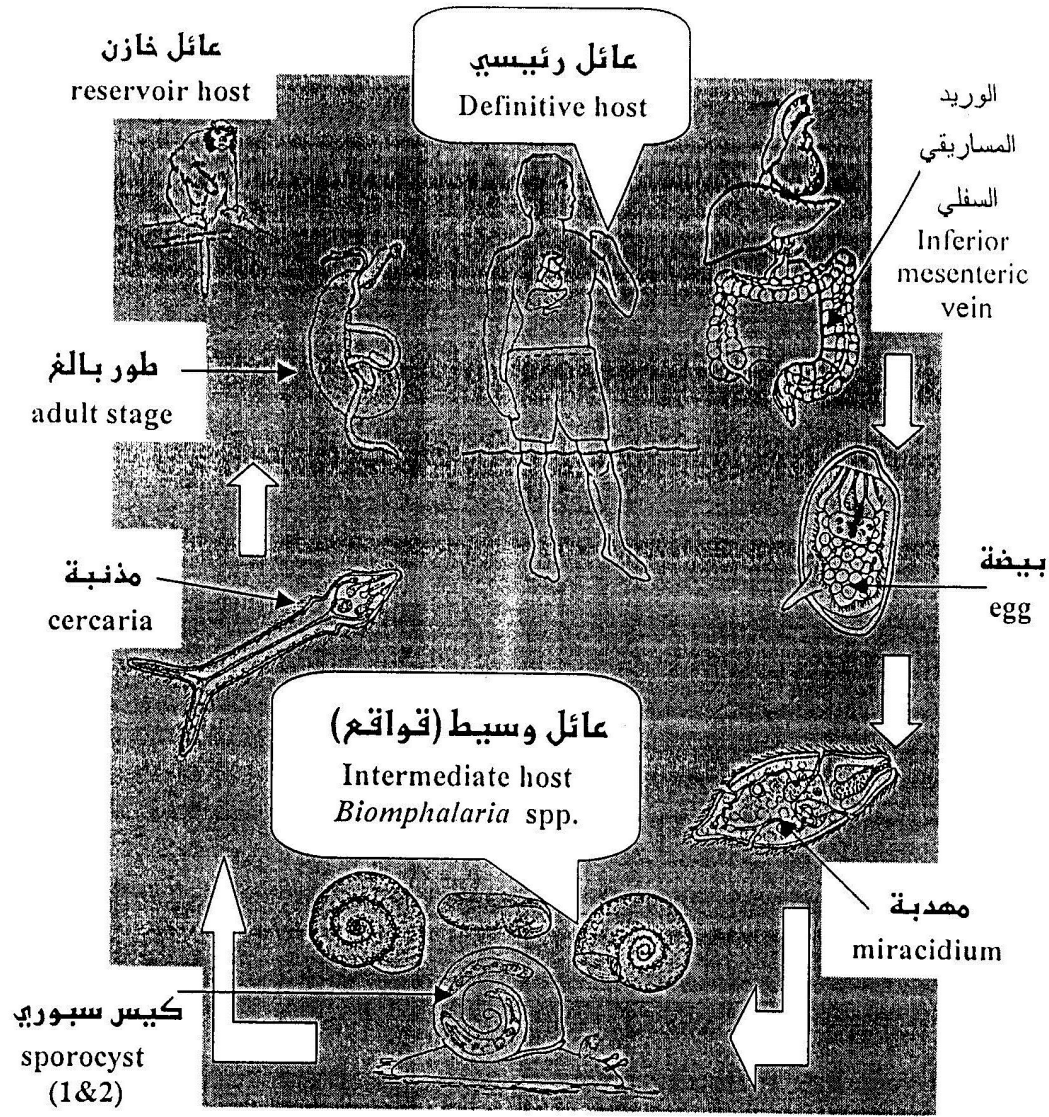 عائل خازن
reservoir host
عائل رئيسي
Definitive host
الوريد
المساريقي
السفلي
Inferior
mesenteric
vein
طور بالغ
adult stage
بيضة
egg
مذنبة
cercaria
عائل وسيط (قواقع)
Intermediate host
Biomphalaria spp.
مهدبة
miracidium
كيس سبوري
sporocyst
(1&2)